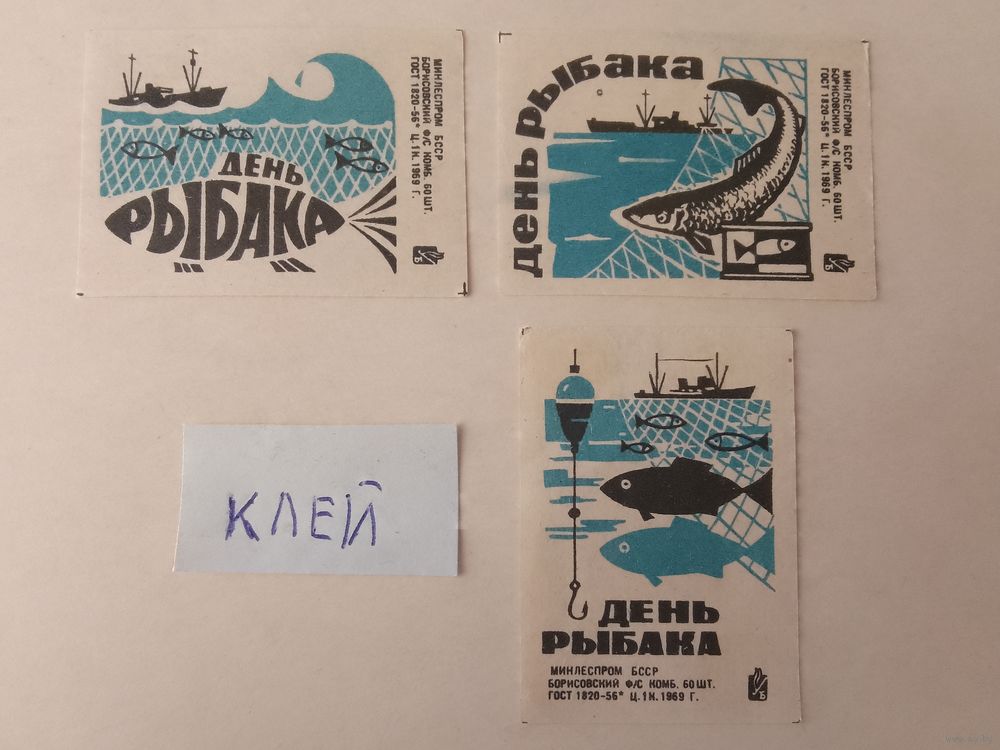 ДЕНЬ
РЫБАКА
МИНЛЕСПРОМ БССР
БОРИСОВСКИЙ Ф/С КОМБ. 60 ШТ.
ГОСТ 1820-56* Ц. 1 К. 1969 Г.
Б
ДЕНЬ РЫБАКА
МИНЛЕСПРОМ БССР
БОРИСОВСКИЙ Ф/С КОМБ. 60 ШТ.
ГОСТ 1820-56* Ц. 1 К. 1969 Г.
Б
КЛЕЙ
ДЕНЬ
РЫБАКА
МИНЛЕСПРОМ БССР
БОРИСОВСКИЙ Ф/С КОМБ. 60 ШТ.
ГОСТ 1820-56* Ц. 1 К. 1969 Г.
Б